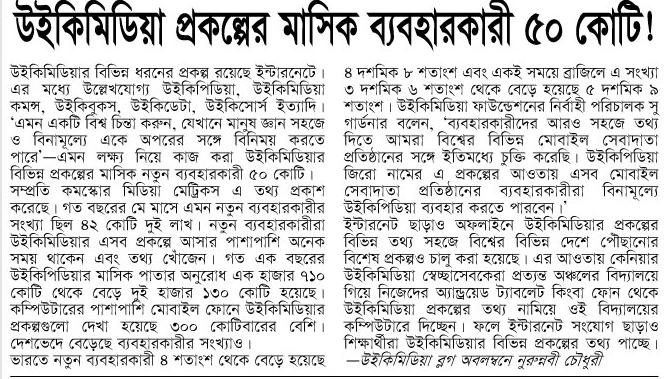 উইকিমিডিয়া প্রকল্পের মাসিক ব্যবহারকারী ৫০ কোটি!
উইকিমিডিয়ার বিভিন্ন ধরনের প্রকল্প রয়েছে ইন্টারনেটে।
এর মধ্যে উল্লেখযোগ্য উইকিপিডিয়া, উইকিমিডিয়া
কমন্স, উইকিবুকস, উইকিডেটা, উইকিসোর্স ইত্যাদি।
‘এমন একটি বিশ্ব চিন্তা করুন, যেখানে মানুষ জ্ঞান সহজে
ও বিনামূল্যে একে অপরের সঙ্গে বিনিময় করতে
পারে’—এমন লক্ষ্য নিয়ে কাজ করা উইকিমিডিয়ার
বিভিন্ন প্রকল্পের মাসিক নতুন ব্যবহারকারী ৫০ কোটি।
সম্প্রতি কমস্কোর মিডিয়া মেট্রিকস এ তথ্য প্রকাশ
করেছে। গত বছরের মে মাসে এমন নতুন ব্যবহারকারীর
সংখ্যা ছিল ৪২ কোটি দুই লাখ। নতুন ব্যবহারকারীরা
উইকিমিডিয়ার এসব প্রকল্পে আসার পাশাপাশি অনেক
সময় থাকেন এবং তথ্য খোঁজেন। গত এক বছরের
উইকিপিডিয়ার মাসিক পাতার অনুরোধ এক হাজার ৭১০
কোটি থেকে বেড়ে দুই হাজার ১৩০ কোটি হয়েছে।
কম্পিউটারের পাশাপাশি মোবাইল ফোনে উইকিমিডিয়ার
প্রকল্পগুলো দেখা হয়েছে ৩০০ কোটিবারের বেশি।
দেশভেদে বেড়েছে ব্যবহারকারীর সংখ্যাও।
ভারতে নতুন ব্যবহারকারী ৪ শতাংশ থেকে বেড়ে হয়েছে
৪ দশমিক ৮ শতাংশ এবং একই সময়ে ব্রাজিলে এ সংখ্যা
৩ দশমিক ৬ শতাংশ থেকে বেড়ে হয়েছে ৫ দশমিক ৯
শতাংশ। উইকিমিডিয়া ফাউন্ডেশনের নির্বাহী পরিচালক সু
গার্ডনার বলেন, ‘ব্যবহারকারীদের আরও সহজে তথ্য
দিতে আমরা বিশ্বের বিভিন্ন মোবাইল সেবাদাতা
প্রতিষ্ঠানের সঙ্গে ইতিমধ্যে চুক্তি করেছি। উইকিপিডিয়া
জিরো নামের এ প্রকল্পের আওতায় এসব মোবাইল
সেবাদাতা প্রতিষ্ঠানের ব্যবহারকারীরা বিনামূল্যে
উইকিপিডিয়া ব্যবহার করতে পারবেন।’
ইন্টারনেট ছাড়াও অফলাইনে উইকিমিডিয়ার প্রকল্পের
বিভিন্ন তথ্য সহজে বিশ্বের বিভিন্ন দেশে পৌছানোর
বিশেষ প্রকল্পও চালু করা হয়েছে। এর আওতায় কেনিয়ার
উইকিমিডিয়া স্বেচ্ছাসেবকেরা প্রত্যন্ত অঞ্চলের বিদ্যালয়ে
গিয়ে নিজেদের অ্যান্ড্রয়েড ট্যাবলেট কিংবা ফোন থেকে
উইকিমিডিয়া প্রকল্পের তথ্য নামিয়ে ওই বিদ্যালয়ের
কম্পিউটারে দিচ্ছেন। ফলে ইন্টারনেট সংযোগ ছাড়াও
শিক্ষার্থীরা উইকিমিডিয়ার বিভিন্ন প্রকল্পের তথ্য পাচ্ছে।
—উইকিমিডিয়া ব্লগ অবলম্বনে নুরুন্নবী চৌধুরী